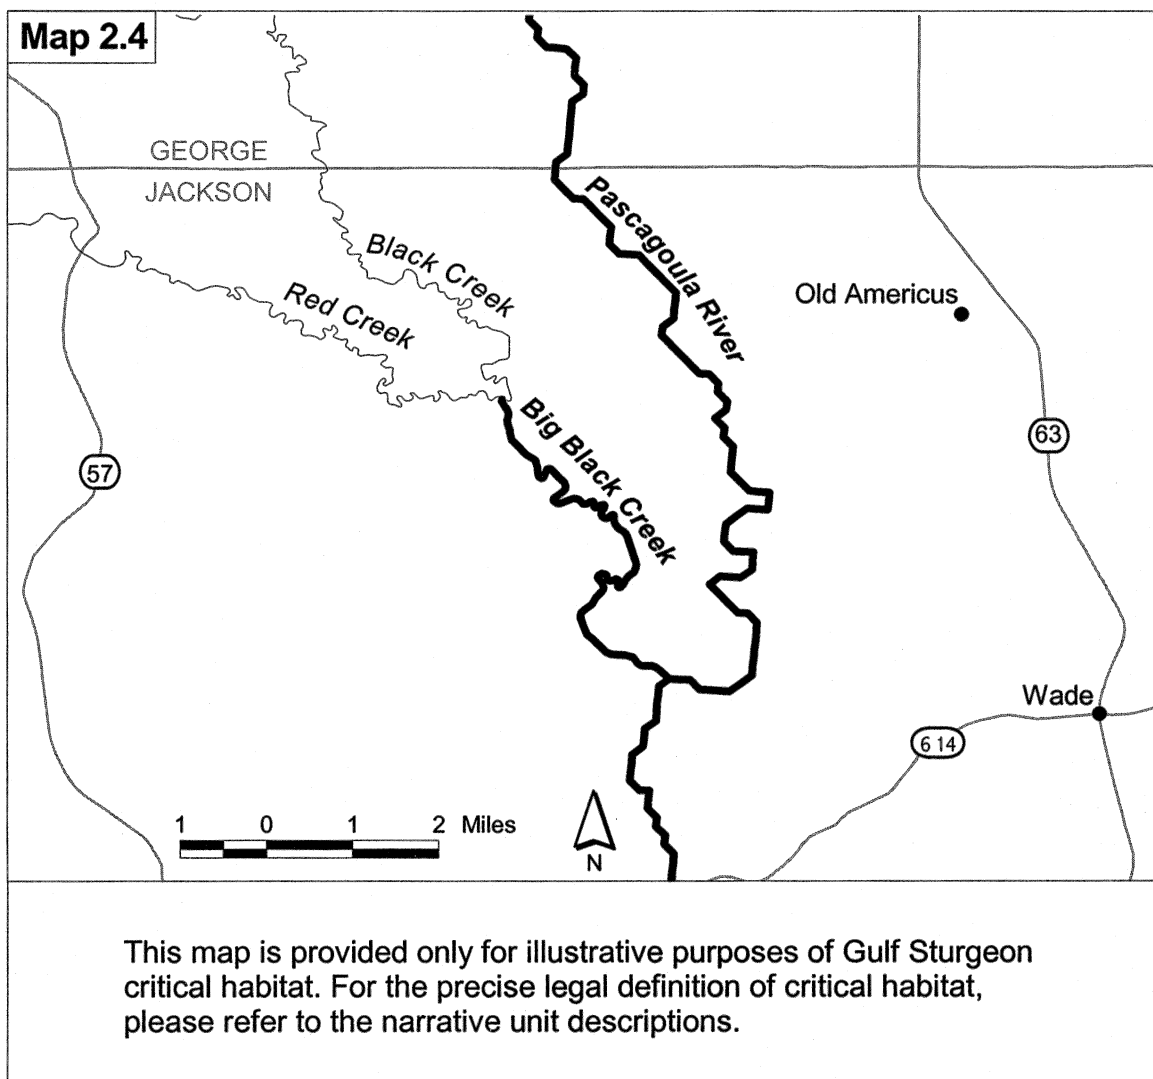 Map 2.4
GEORGE
JACKSON
Pascagoula River
Black Creek
Red Creek
Old Americus
Big Black Creek
63
57
Wade
6 14
1 0 1 2 Miles
N
This map is provided only for illustrative purposes of Gulf Sturgeon
critical habitat. For the precise legal definition of critical habitat,
please refer to the narrative unit descriptions.